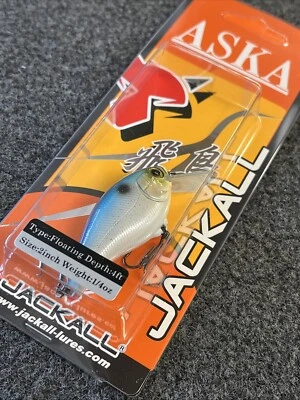 ASKA
飛魚
JACKALL
Type:Floating Depth:4ft
Size:2inch Weight:1/4oz
JACKALL®
www.jackall-lures.com